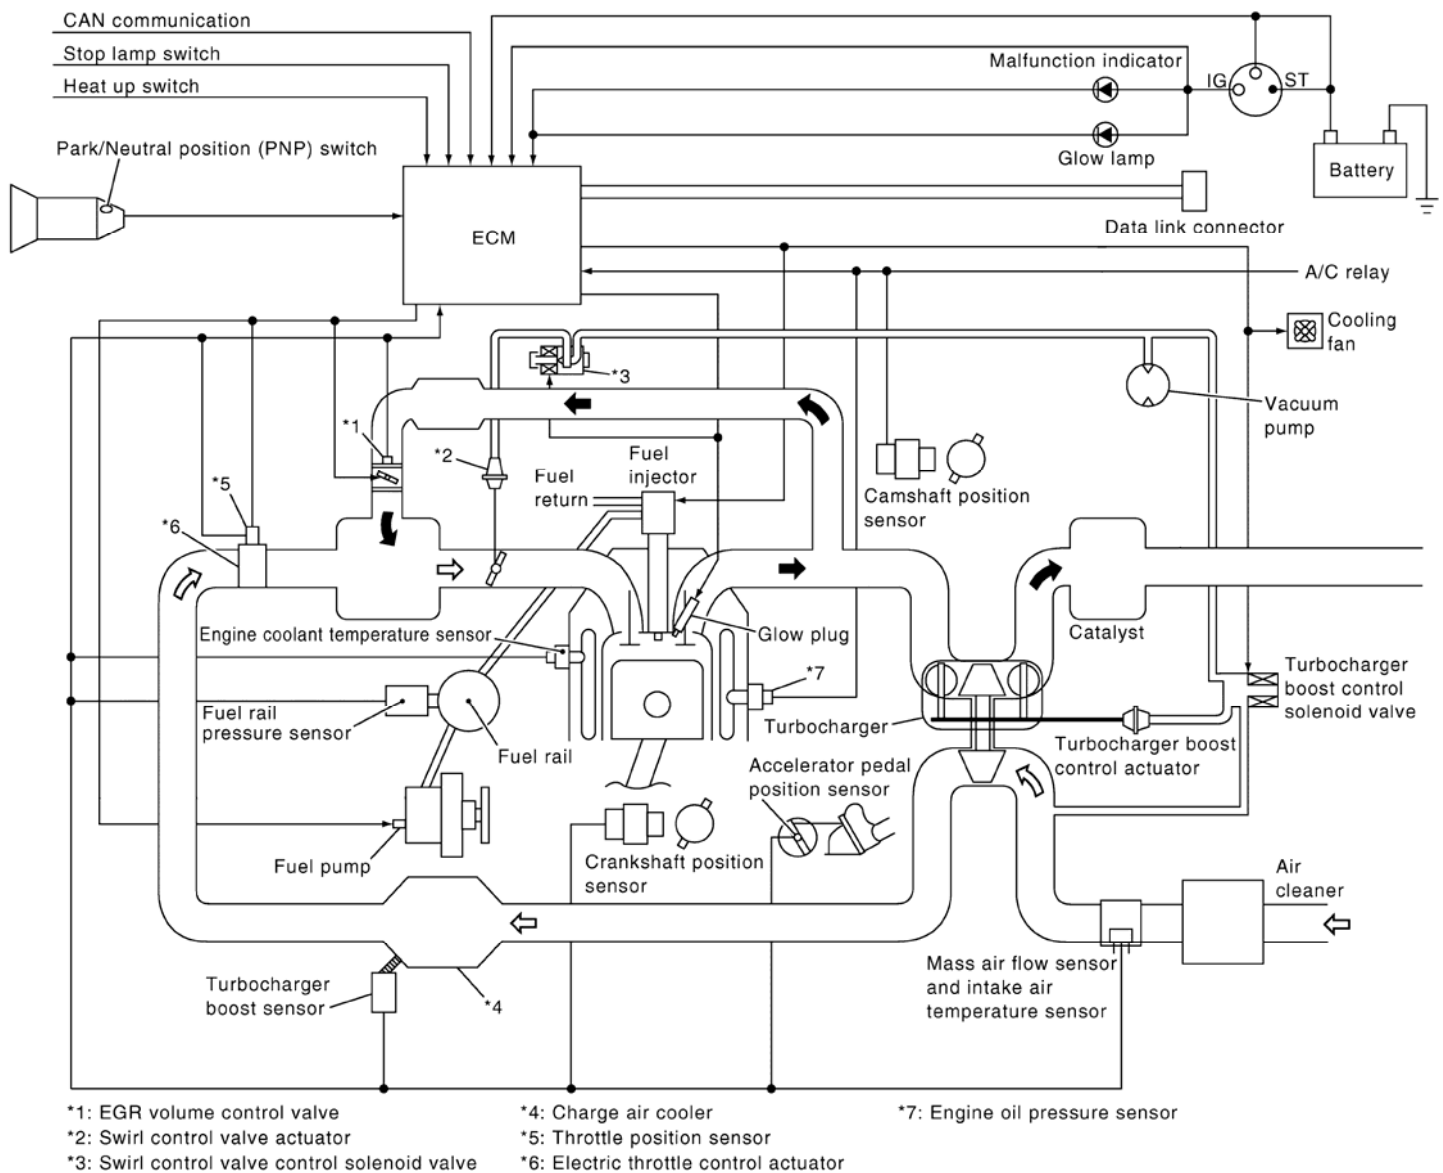 CAN communication
Stop lamp switch
Heat up switch
Park/Neutral position (PNP) switch
Malfunction indicator
IG
ST
Glow lamp
Battery
Data link connector
ECM
A/C relay
Cooling
fan
*3
Vacuum
pump
*1
*2
Fuel
injector
Fuel
return
*5
*6
Camshaft position
sensor
Engine coolant temperature sensor
Glow plug
Catalyst
*7
Turbocharger
boost control
solenoid valve
Fuel rail
pressure sensor
Turbocharger
Fuel rail
Turbocharger boost
control actuator
Accelerator pedal
position sensor
Fuel pump
Crankshaft position
sensor
Air
cleaner
Mass air flow sensor
and intake air
temperature sensor
Turbocharger
boost sensor
*4
*1: EGR volume control valve
*2: Swirl control valve actuator
*3: Swirl control valve control solenoid valve
*4: Charge air cooler
*5: Throttle position sensor
*6: Electric throttle control actuator
*7: Engine oil pressure sensor